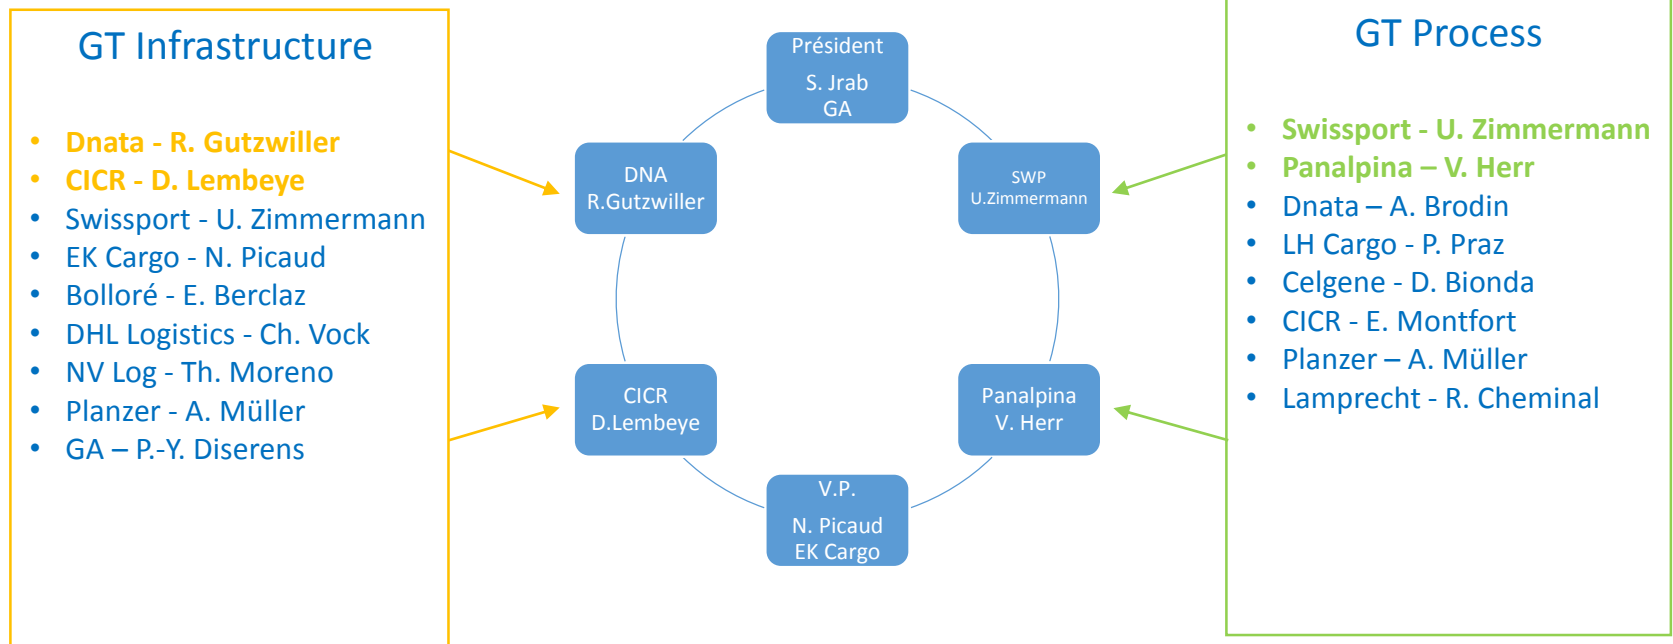 GT Infrastructure
• Dnata - R. Gutzwiller
• CICR - D. Lembeye
• Swissport - U. Zimmermann
• EK Cargo - N. Picaud
• Bolloré - E. Berclaz
• DHL Logistics - Ch. Vock
• NV Log - Th. Moreno
• Planzer - A. Müller
• GA – P.-Y. Diserens
Président
S. Jrab
GA
DNA
R.Gutzwiller
SWP
U.Zimmermann
CICR
D.Lembeye
Panalpina
V. Herr
V.P.
N. Picaud
EK Cargo
GT Process
• Swissport - U. Zimmermann
• Panalpina – V. Herr
• Dnata – A. Brodin
• LH Cargo - P. Praz
• Celgene - D. Bionda
• CICR - E. Montfort
• Planzer – A. Müller
• Lamprecht - R. Cheminal